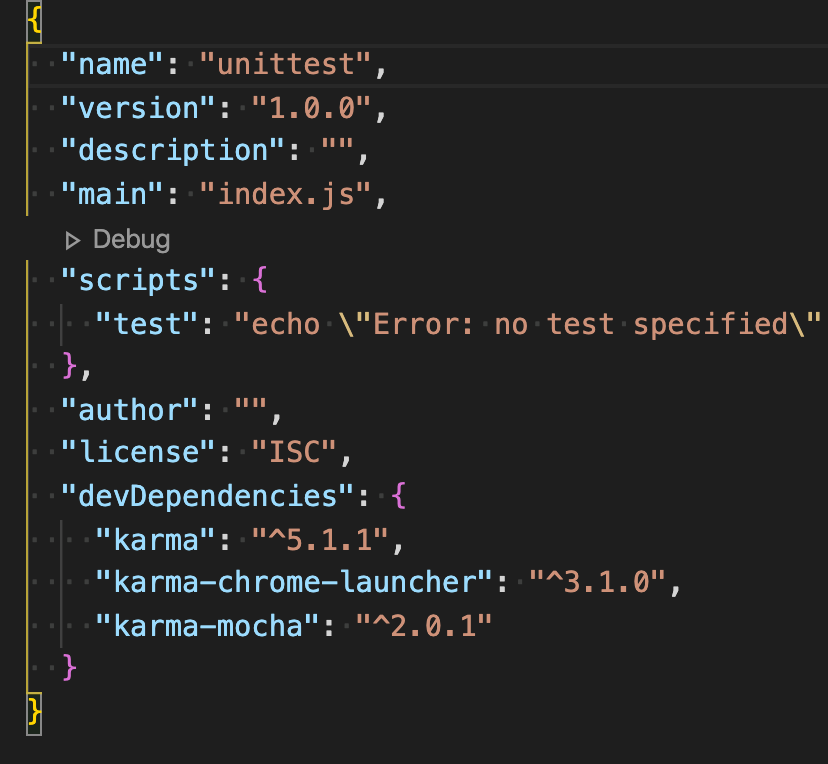 {
  "name": "unittest",
  "version": "1.0.0",
  "description": "",
  "main": "index.js",
  Debug
  "scripts": {
    "test": "echo \"Error: no test specified\"
  },
  "author": "",
  "license": "ISC",
  "devDependencies": {
    "karma": "^5.1.1",
    "karma-chrome-launcher": "^3.1.0",
    "karma-mocha": "^2.0.1"
  }
}